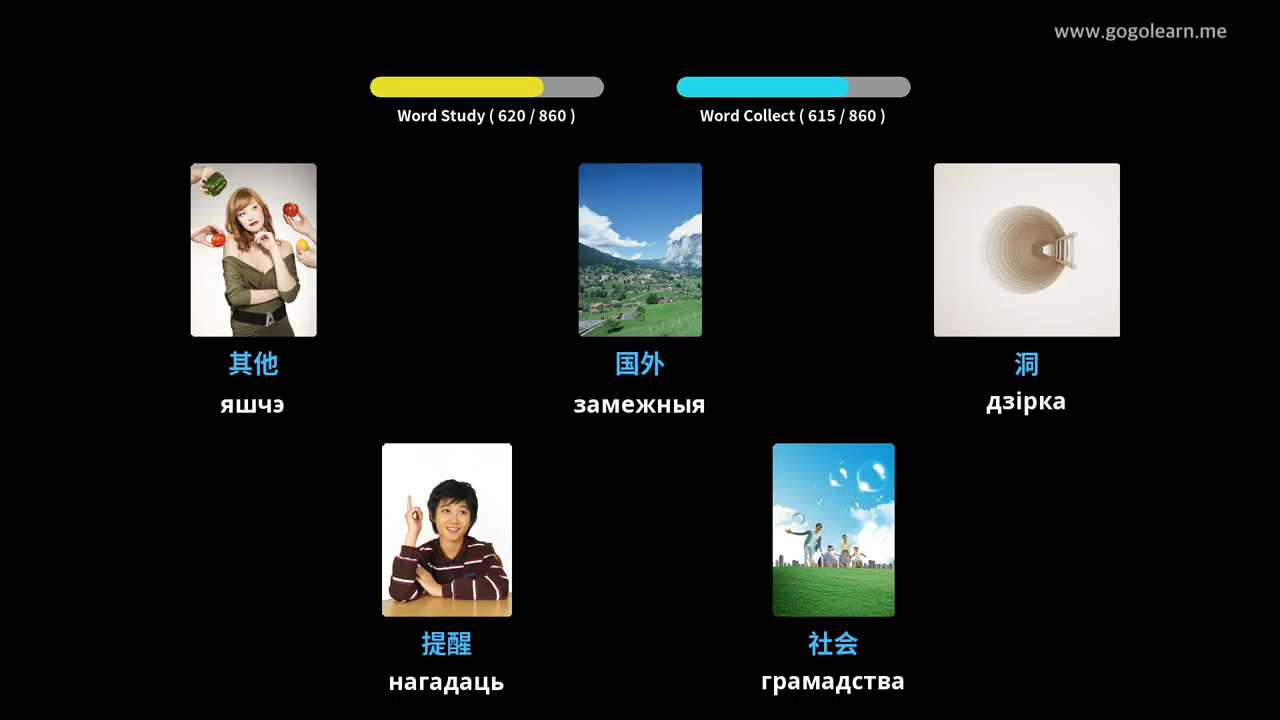 www.gogolearn.me
Word Study ( 620 / 860 )
Word Collect ( 615 / 860 )
其他
яшчэ
国外
замежныя
洞
дзірка
提醒
нагадаць
社会
грамадства